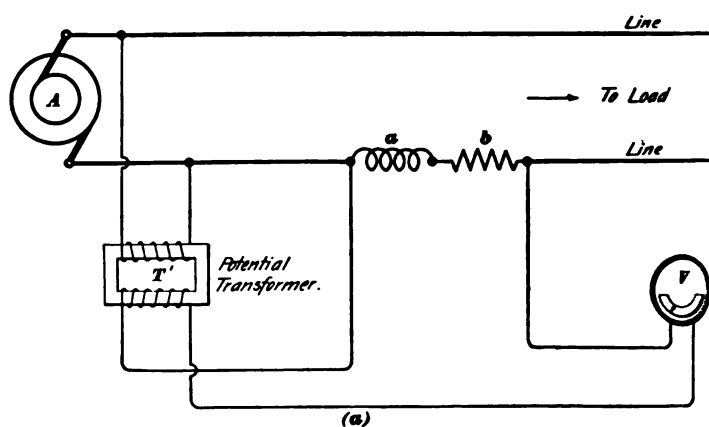 Line
A
To Load
a
b
Line
T'
Potential
Transformer.
V
(a)